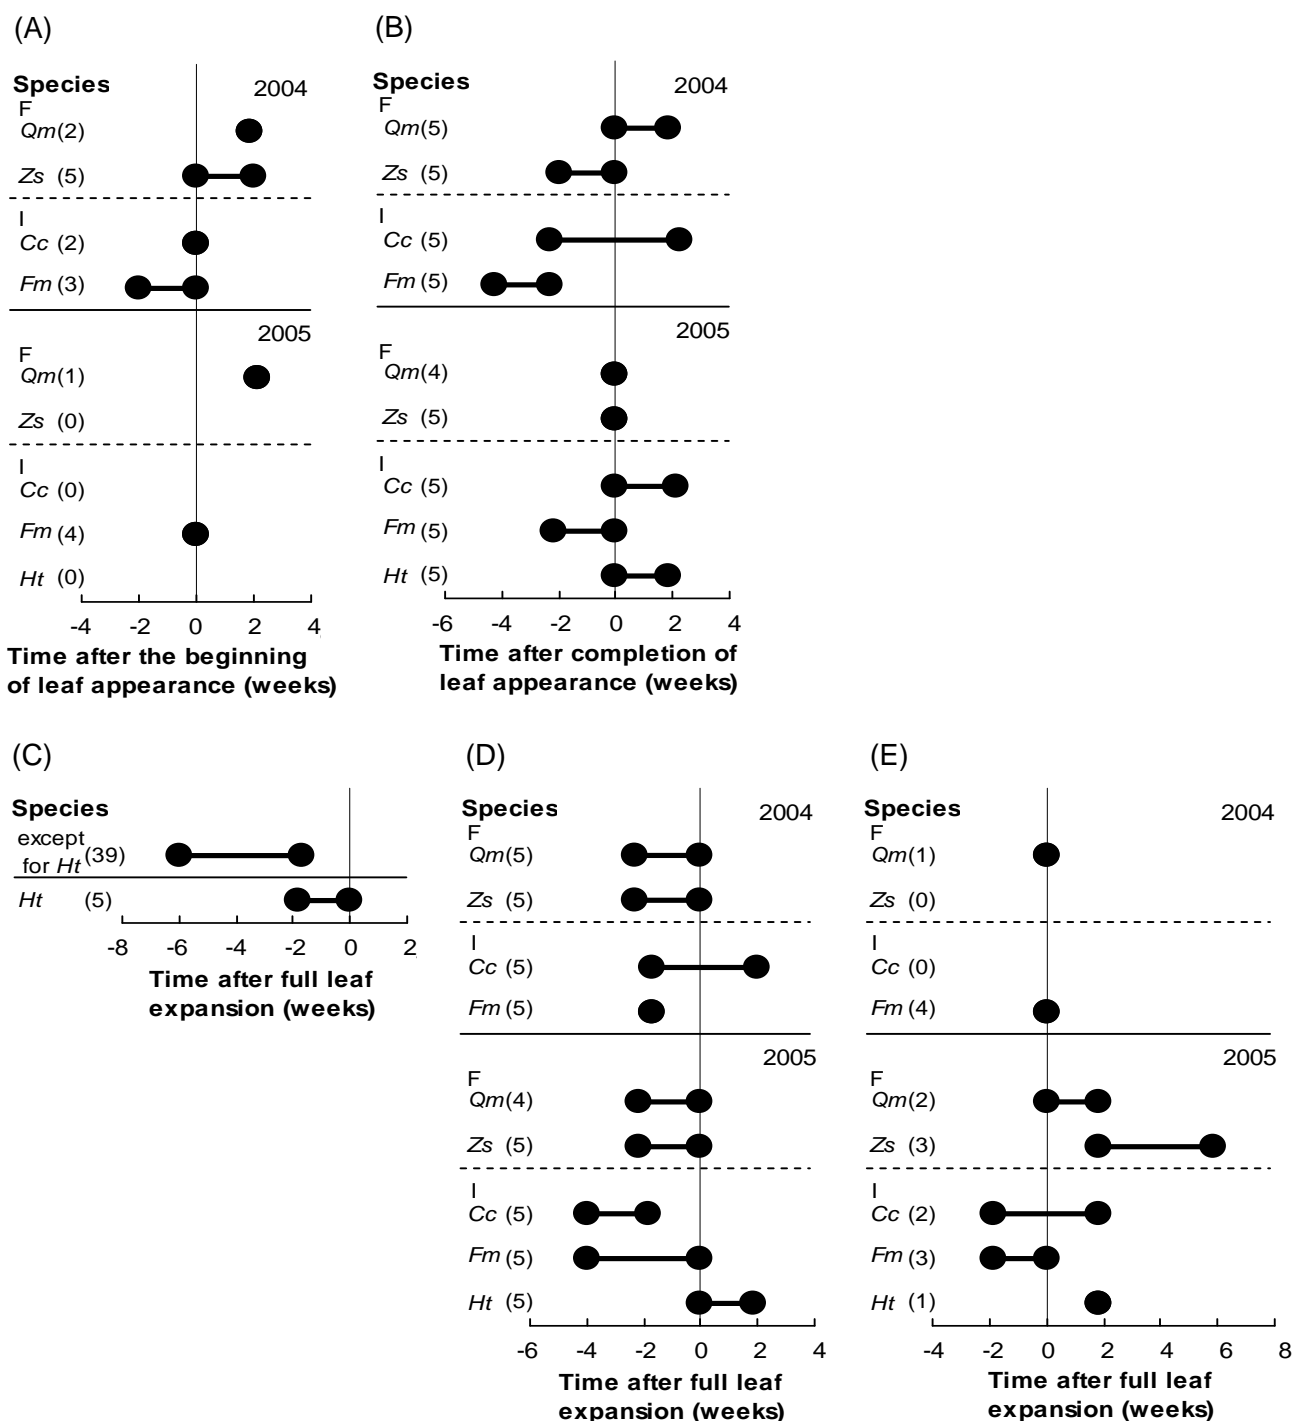 (A)
Species
2004
F
Qm(2)
Zs (5)
I
Cc (2)
Fm(3)
2005
F
Qm(1)
Zs (0)
I
Cc (0)
Fm (4)
Ht (0)
-4 -2 0 2 4
Time after the beginning
of leaf appearance (weeks)
(B)
Species
2004
F
Qm(5)
Zs (5)
I
Cc (5)
Fm (5)
2005
F
Qm(4)
Zs (5)
I
Cc (5)
Fm (5)
Ht (5)
-6 -4 -2 0 2 4
Time after completion of
leaf appearance (weeks)
(C)
Species
except
for Ht (39)
Ht (5)
-8 -6 -4 -2 0 2
Time after full leaf
expansion (weeks)
(D)
Species
2004
F
Qm(5)
Zs (5)
I
Cc (5)
Fm (5)
2005
F
Qm(4)
Zs (5)
I
Cc (5)
Fm (5)
Ht (5)
-6 -4 -2 0 2 4
Time after full leaf
expansion (weeks)
(E)
Species
2004
F
Qm(1)
Zs (0)
I
Cc (0)
Fm (4)
2005
F
Qm(2)
Zs (3)
I
Cc (2)
Fm (3)
Ht (1)
-4 -2 0 2 4 6 8
Time after full leaf
expansion (weeks)